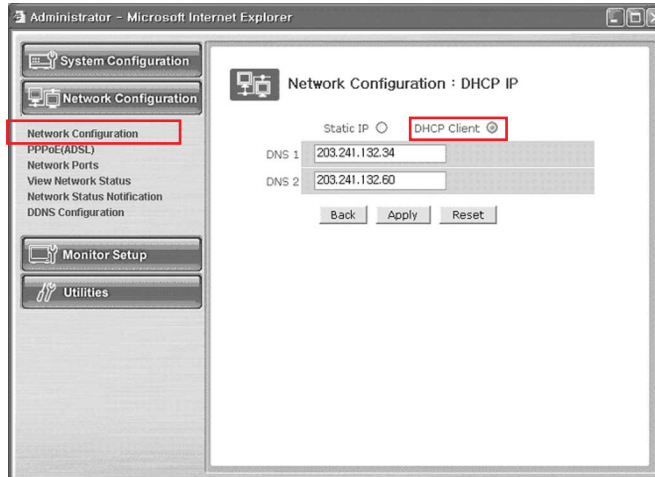 Administrator - Microsoft Internet Explorer
System Configuration
Network Configuration
Network Configuration
PPPoE(ADSL)
Network Ports
View Network Status
Network Status Notification
DDNS Configuration
Monitor Setup
Utilities
Network Configuration : DHCP IP
Static IP DHCP Client
DNS 1 203.241.132.34
DNS 2 203.241.132.60
Back Apply Reset